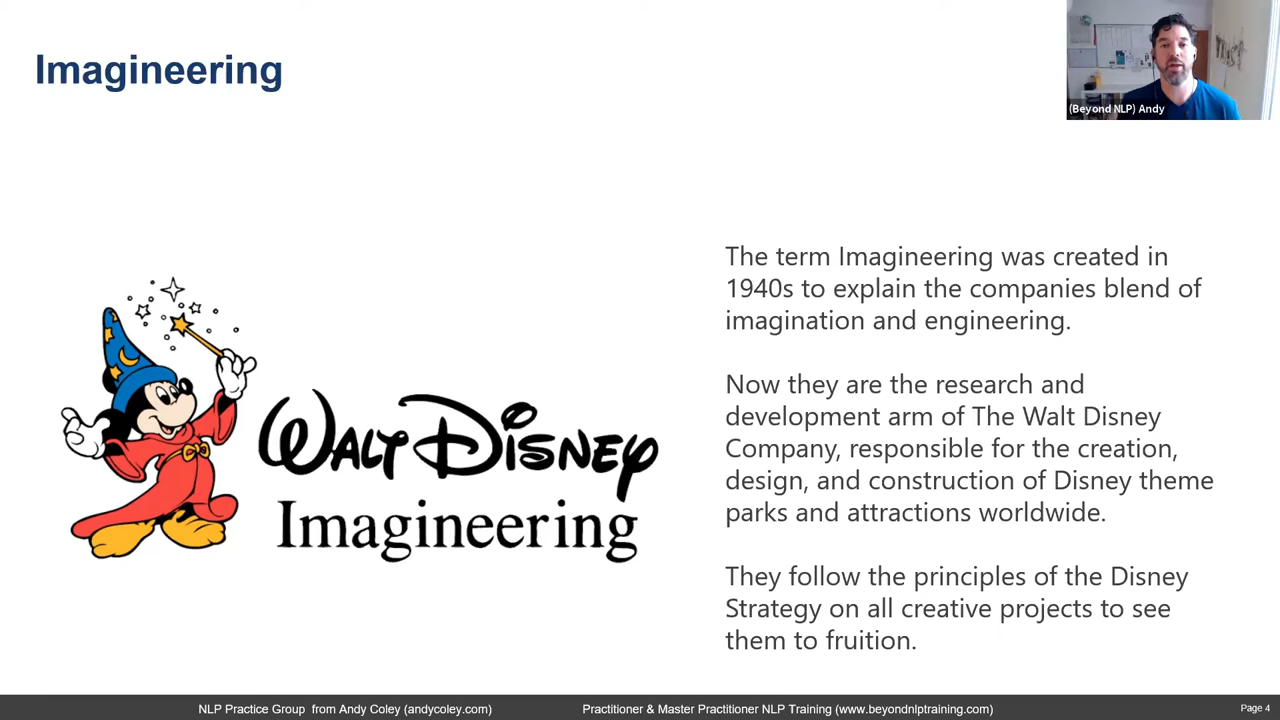 Imagineering
(Beyond NLP) Andy
The term Imagineering was created in
1940s to explain the companies blend of
imagination and engineering.
Now they are the research and
development arm of The Walt Disney
Company, responsible for the creation,
design, and construction of Disney theme
parks and attractions worldwide.
They follow the principles of the Disney
Strategy on all creative projects to see
them to fruition.
WALT DISNEY
Imagineering
NLP Practice Group from Andy Coley (andycoley.com)
Practitioner & Master Practitioner NLP Training (www.beyondnlptraining.com)
Page 4